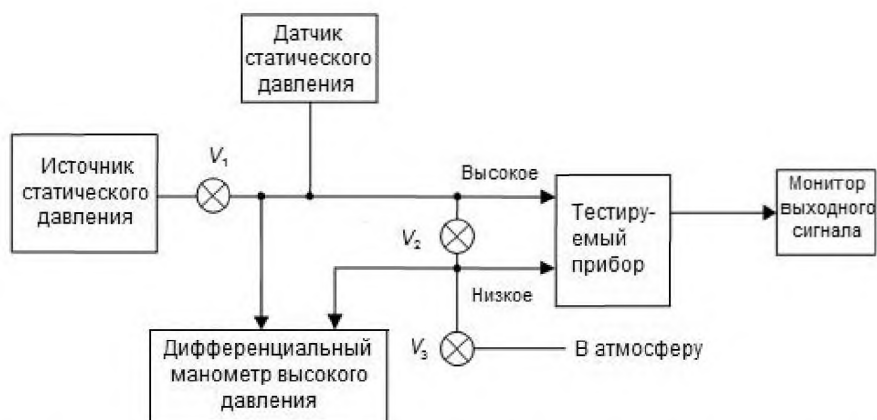 Датчик
статического
давления
Источник
статического
давления
V₁
Высокое
Тестиру-
емый
прибор
Монитор
выходного
сигнала
V₂
Низкое
Дифференциальный
манометр высокого
давления
V₃
В атмосферу